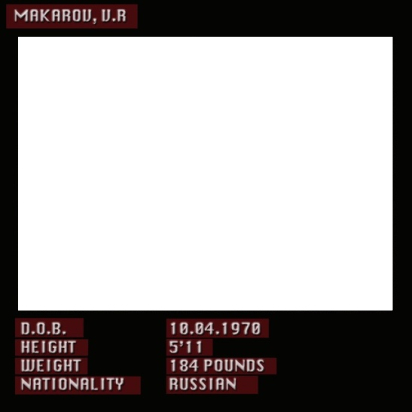 MAKAROV, V.R
D.O.B. 10.04.1970
HEIGHT 5'11
WEIGHT 184 POUNDS
NATIONALITY RUSSIAN